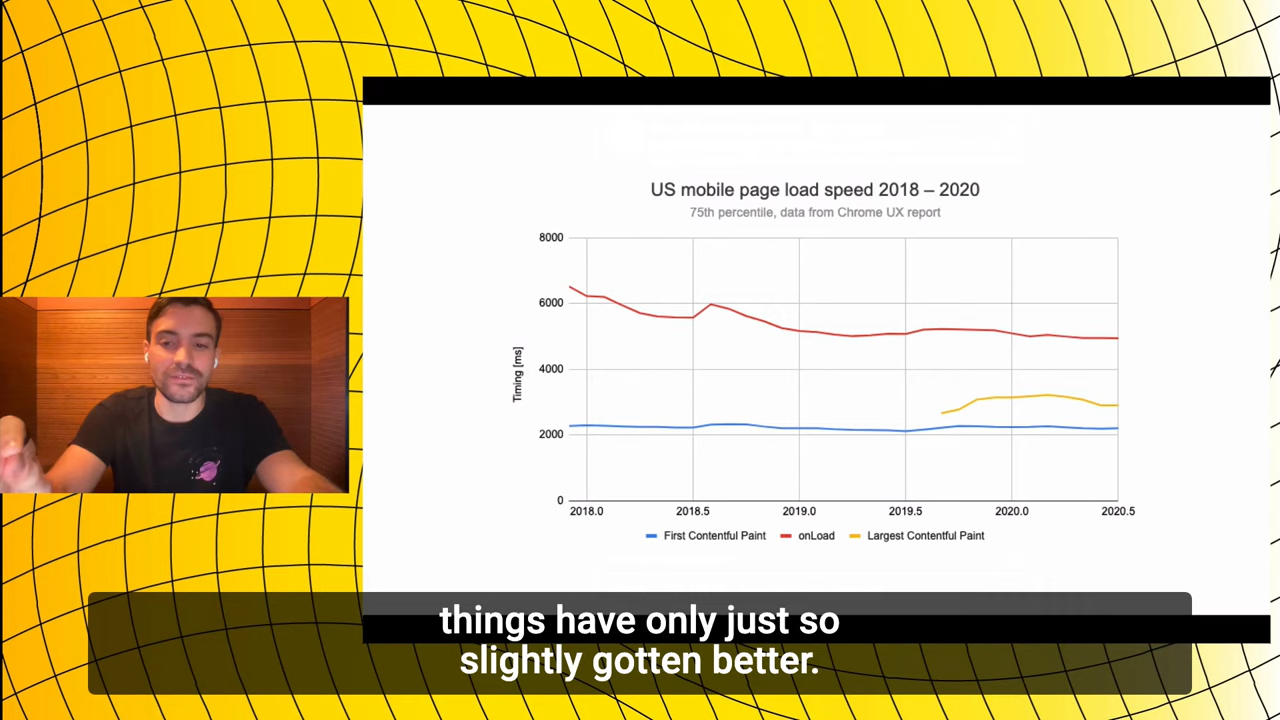 US mobile page load speed 2018 – 2020
75th percentile, data from Chrome UX report
8000
6000
4000
2000
0
Timing [ms]
2018.0 2018.5 2019.0 2019.5 2020.0 2020.5
First Contentful Paint onLoad Largest Contentful Paint
things have only just so
slightly gotten better.